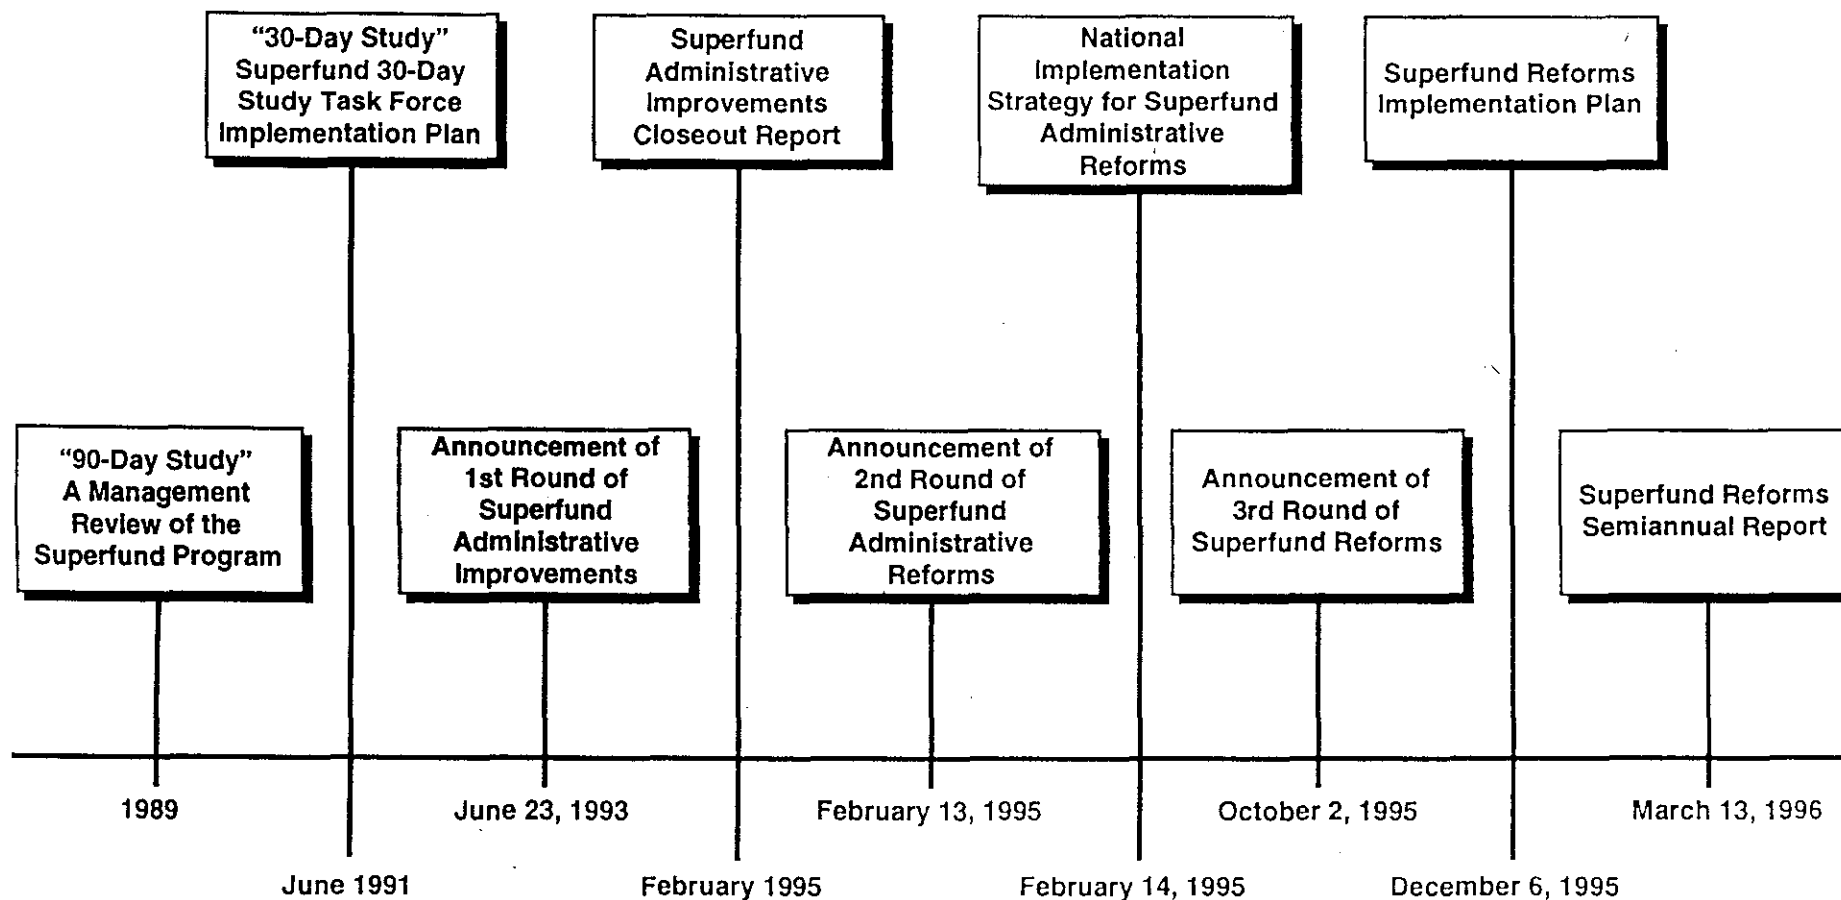 “30-Day Study”
Superfund 30-Day
Study Task Force
Implementation Plan
Superfund
Administrative
Improvements
Closeout Report
National
Implementation
Strategy for Superfund
Administrative
Reforms
Superfund Reforms
Implementation Plan
“90-Day Study”
A Management
Review of the
Superfund Program
Announcement of
1st Round of
Superfund
Administrative
Improvements
Announcement of
2nd Round of
Superfund
Administrative
Reforms
Announcement of
3rd Round of
Superfund Reforms
Superfund Reforms
Semiannual Report
1989
June 23, 1993
February 13, 1995
October 2, 1995
March 13, 1996
June 1991
February 1995
February 14, 1995
December 6, 1995